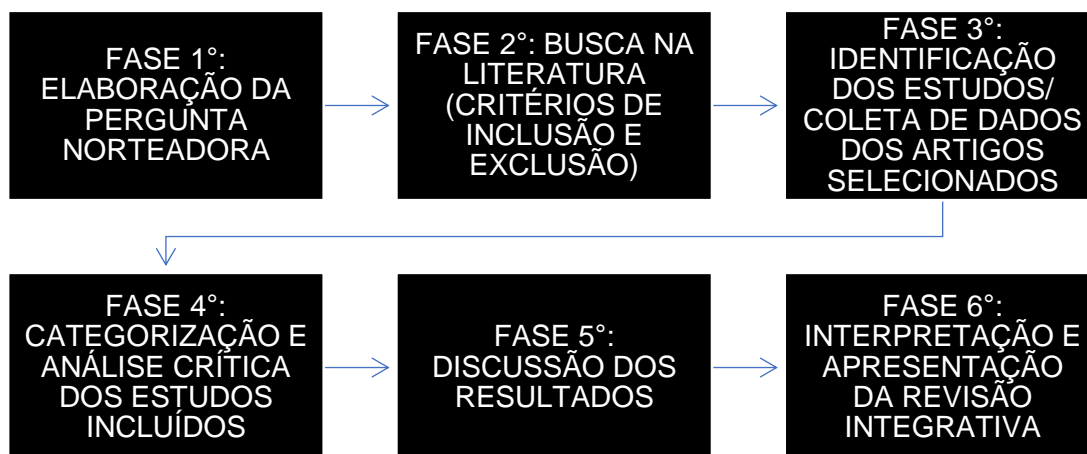 FASE 1°:
ELABORAÇÃO DA
PERGUNTA
NORTEADORA
FASE 2°: BUSCA NA
LITERATURA
(CRITÉRIOS DE
INCLUSÃO E
EXCLUSÃO)
FASE 3°:
IDENTIFICAÇÃO
DOS ESTUDOS/
COLETA DE DADOS
DOS ARTIGOS
SELECIONADOS
FASE 4°:
CATEGORIZAÇÃO E
ANÁLISE CRÍTICA
DOS ESTUDOS
INCLUÍDOS
FASE 5°:
DISCUSSÃO DOS
RESULTADOS
FASE 6°:
INTERPRETAÇÃO E
APRESENTAÇÃO
DA REVISÃO
INTEGRATIVA